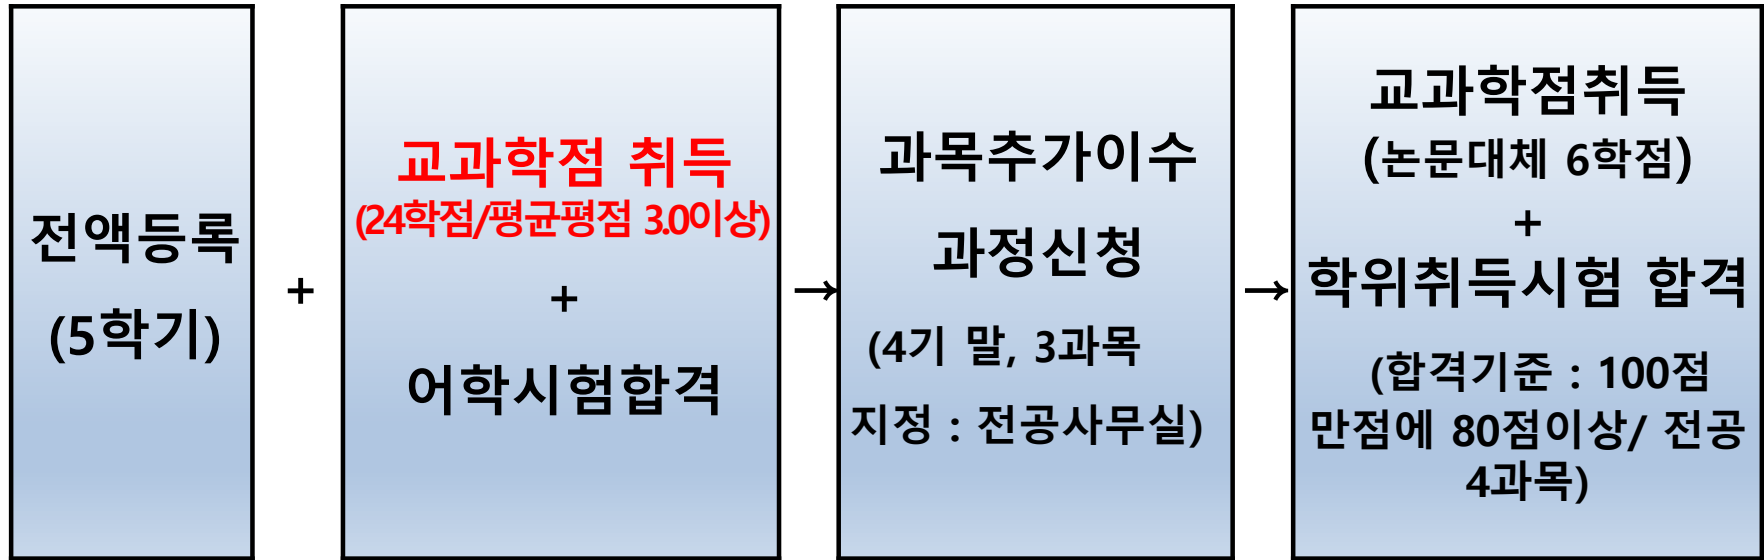 전액등록
(5학기)
+
교과학점 취득
(24학점/평균평점 3.0이상)
+
어학시험합격
→
과목추가이수
과정신청
(4기 말, 3과목
지정 : 전공사무실)
→
교과학점취득
(논문대체 6학점)
+
학위취득시험 합격
(합격기준 : 100점
만점에 80점이상/ 전공
4과목)